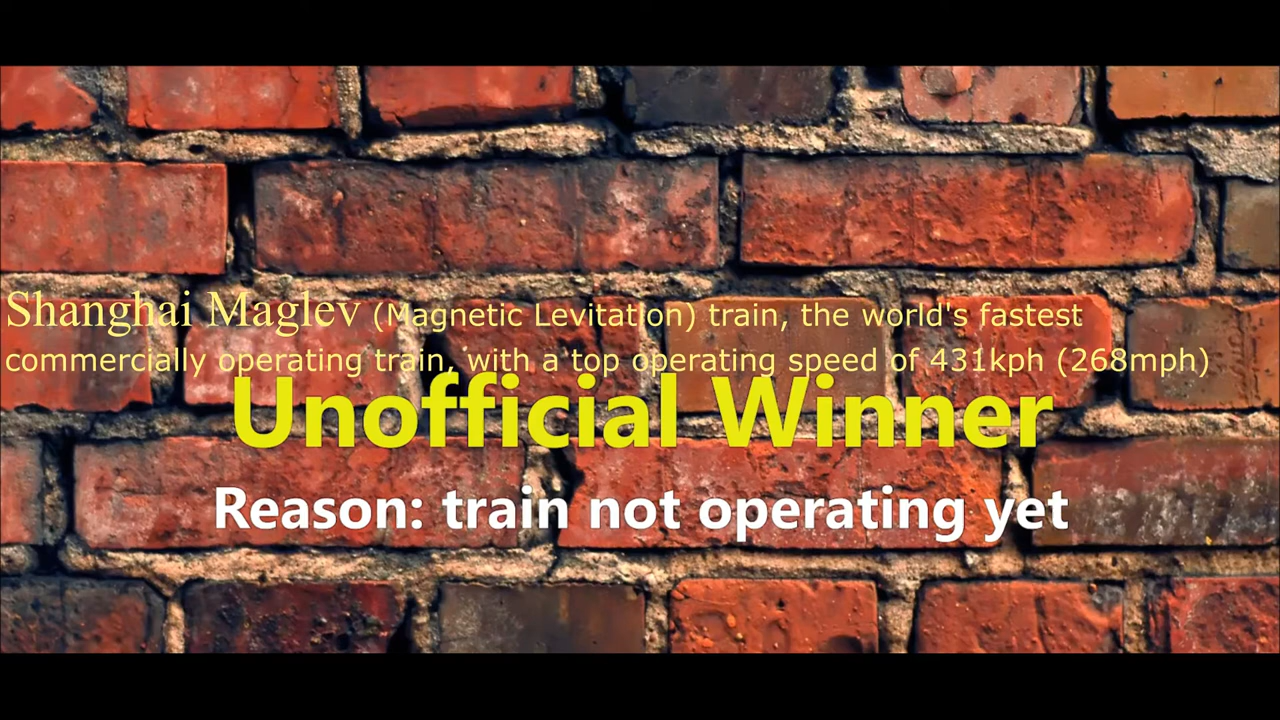 Shanghai Maglev (Magnetic Levitation) train, the world's fastest
commercially operating train, with a top operating speed of 431kph (268mph)
Unofficial Winner
Reason: train not operating yet